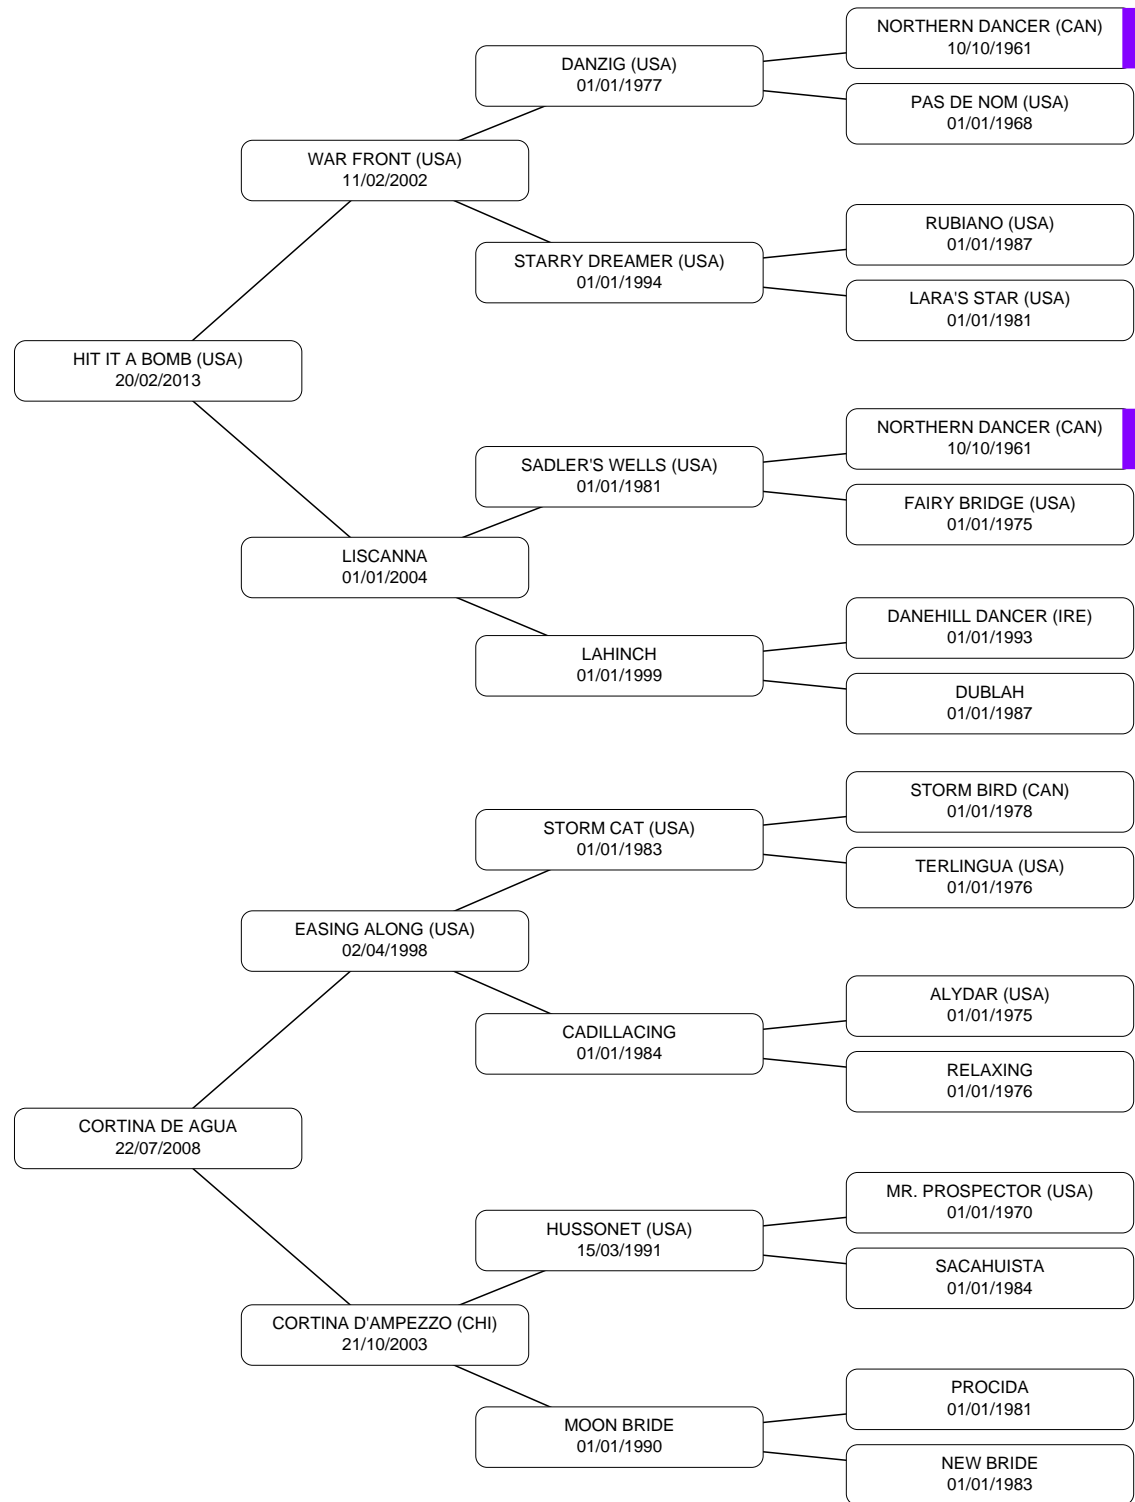 NORTHERN DANCER (CAN)
10/10/1961
DANZIG (USA)
01/01/1977
PAS DE NOM (USA)
01/01/1968
WAR FRONT (USA)
11/02/2002
RUBIANO (USA)
01/01/1987
STARRY DREAMER (USA)
01/01/1994
LARA'S STAR (USA)
01/01/1981
HIT IT A BOMB (USA)
20/02/2013
NORTHERN DANCER (CAN)
10/10/1961
SADLER'S WELLS (USA)
01/01/1981
FAIRY BRIDGE (USA)
01/01/1975
LISCANNA
01/01/2004
DANEHILL DANCER (IRE)
01/01/1993
LAHINCH
01/01/1999
DUBLAH
01/01/1987
STORM BIRD (CAN)
01/01/1978
STORM CAT (USA)
01/01/1983
TERLINGUA (USA)
01/01/1976
EASING ALONG (USA)
02/04/1998
ALYDAR (USA)
01/01/1975
CADILLACING
01/01/1984
RELAXING
01/01/1976
CORTINA DE AGUA
22/07/2008
MR. PROSPECTOR (USA)
01/01/1970
HUSSONET (USA)
15/03/1991
SACAHUISTA
01/01/1984
CORTINA D'AMPEZZO (CHI)
21/10/2003
PROCIDA
01/01/1981
MOON BRIDE
01/01/1990
NEW BRIDE
01/01/1983